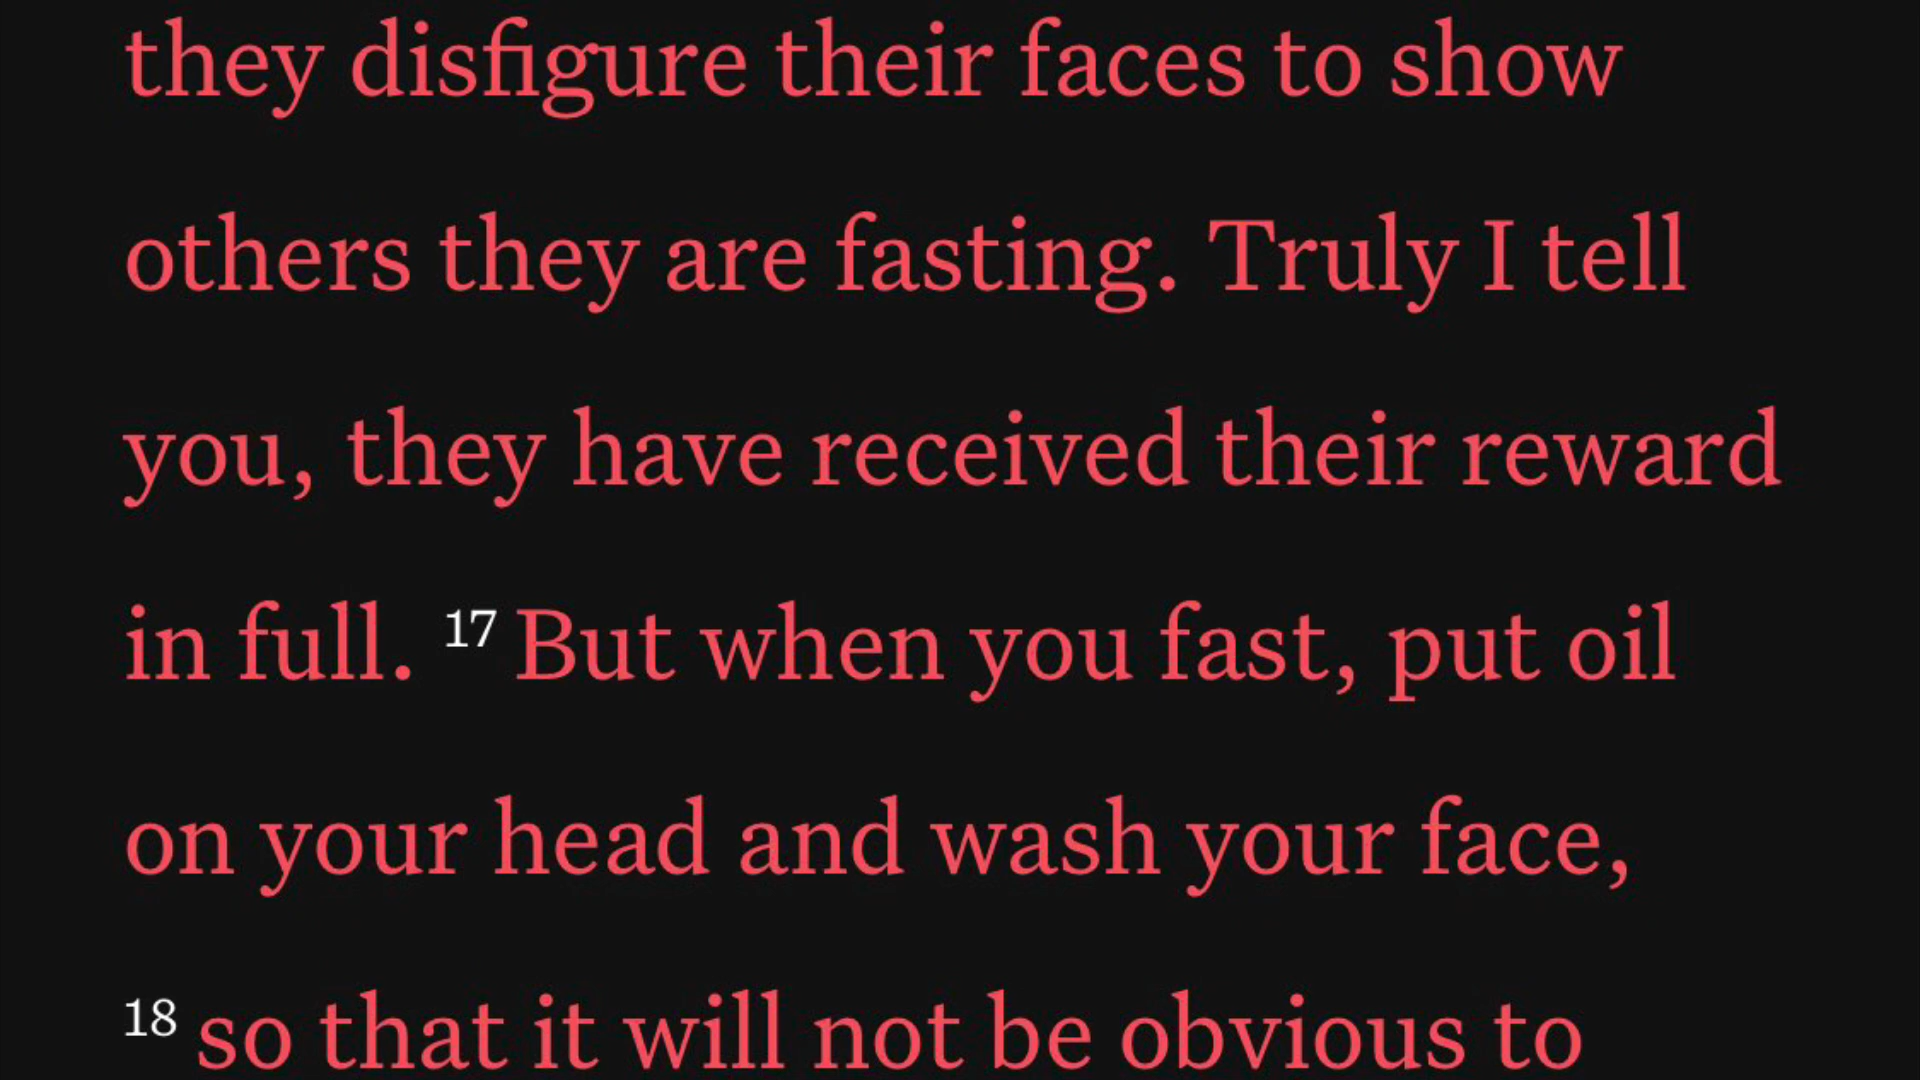 they disfigure their faces to show
others they are fasting. Truly I tell
you, they have received their reward
in full. 17 But when you fast, put oil
on your head and wash your face,
18 so that it will not be obvious to